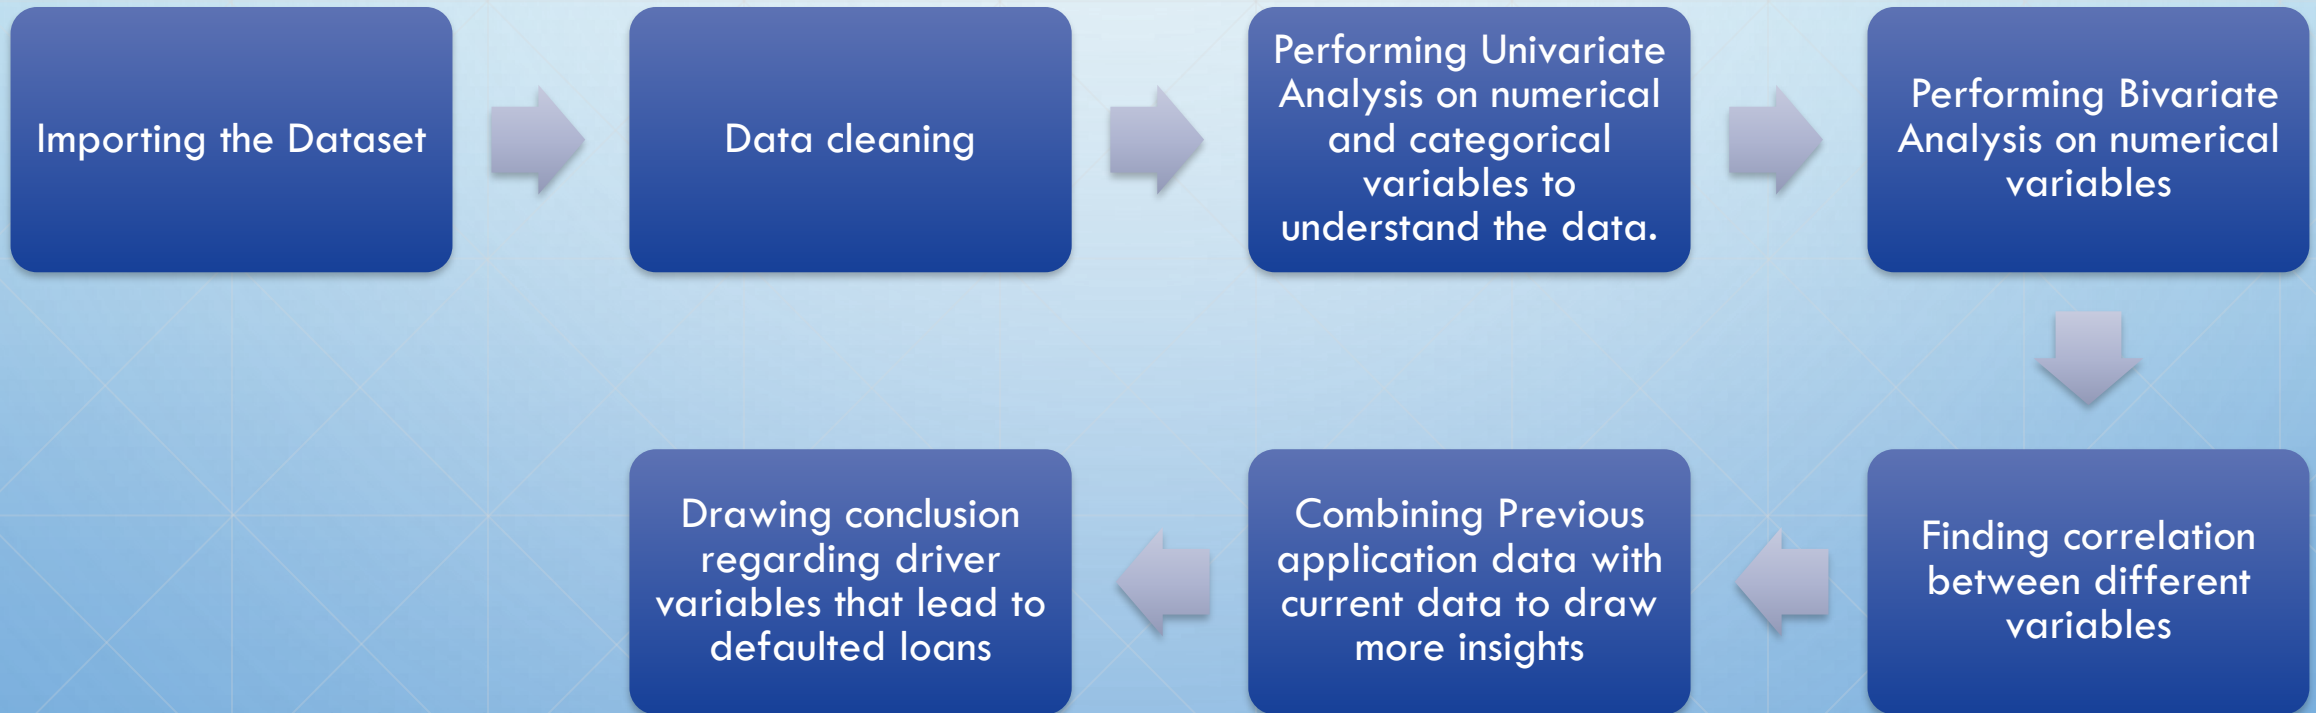 Importing the Dataset
Data cleaning
Performing Univariate
Analysis on numerical
and categorical
variables to
understand the data.
Performing Bivariate
Analysis on numerical
variables
Finding correlation
between different
variables
Combining Previous
application data with
current data to draw
more insights
Drawing conclusion
regarding driver
variables that lead to
defaulted loans